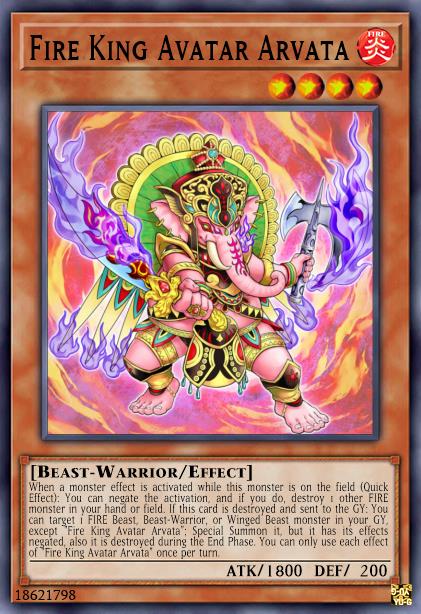 FIRE KING AVATAR ARVATA
FIRE
炎
[BEAST-WARRIOR/EFFECT]
When a monster effect is activated while this monster is on the field (Quick
Effect): You can negate the activation, and if you do, destroy 1 other FIRE
monster in your hand or field. If this card is destroyed and sent to the GY: You
can target 1 FIRE Beast, Beast-Warrior, or Winged Beast monster in your GY,
except "Fire King Avatar Arvata"; Special Summon it, but it has its effects
negated, also it is destroyed during the End Phase. You can only use each effect
of "Fire King Avatar Arvata" once per turn.
ATK/1800 DEF/ 200
18621798